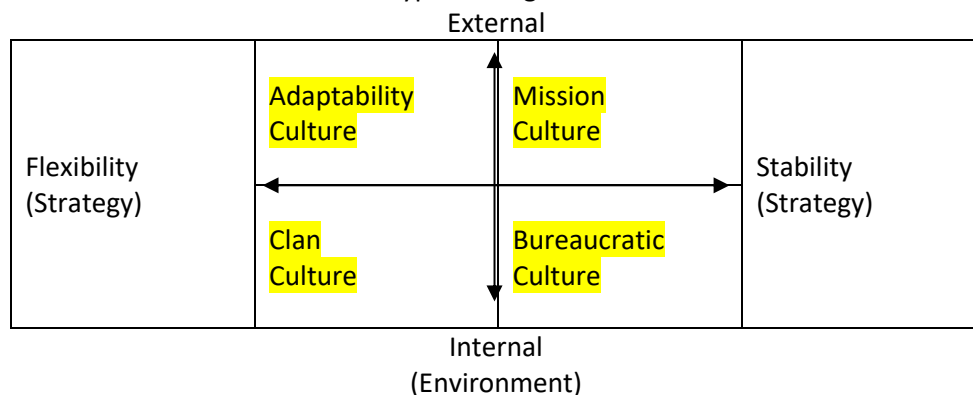 External
Adaptability
Culture
Mission
Culture
Flexibility
(Strategy)
Stability
(Strategy)
Clan
Culture
Bureaucratic
Culture
Internal
(Environment)